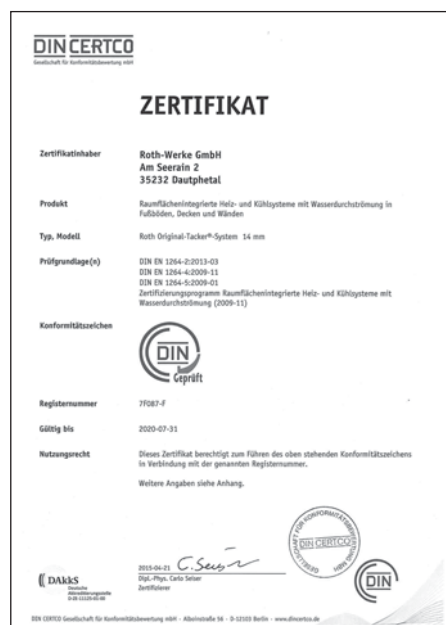 DIN CERTCO
Gesellschaft für Konformitätsbewertung mbH
ZERTIFIKAT
Zertifikatinhaber
Roth-Werke GmbH
Am Seerain 2
35232 Dautphetal
Produkt
Raumflächenintegrierte Heiz- und Kühlsysteme mit Wasserdurchströmung in
Fußböden, Decken und Wänden
Typ, Modell
Roth Original-Tacker®-System 14 mm
Prüfgrundlage(n)
DIN EN 1264-2:2013-03
DIN EN 1264-4:2009-11
DIN EN 1264-5:2009-01
Zertifizierungsprogramm Raumflächenintegrierte Heiz- und Kühlsysteme mit
Wasserdurchströmung (2009-11)
Konformitätszeichen
DIN
Geprüft
Registernummer
7F087-F
Gültig bis
2020-07-31
Nutzungsrecht
Dieses Zertifikat berechtigt zum Führen des oben stehenden Konformitätszeichens
in Verbindung mit der genannten Registernummer.
Weitere Angaben siehe Anhang.
GESELLSCHAFT FÜR KONFORMITÄTSBEWERTUNG MBH
DIN CERTCO
2015-04-21
Dipl.-Phys. Carlo Seiser
Zertifizierer
DAkkS
Deutsche
Akkreditierungsstelle
DIN
DIN CERTCO Gesellschaft für Konformitätsbewertung mbH - Alboinstraße 56 - D-12103 Berlin - www.dincertco.de